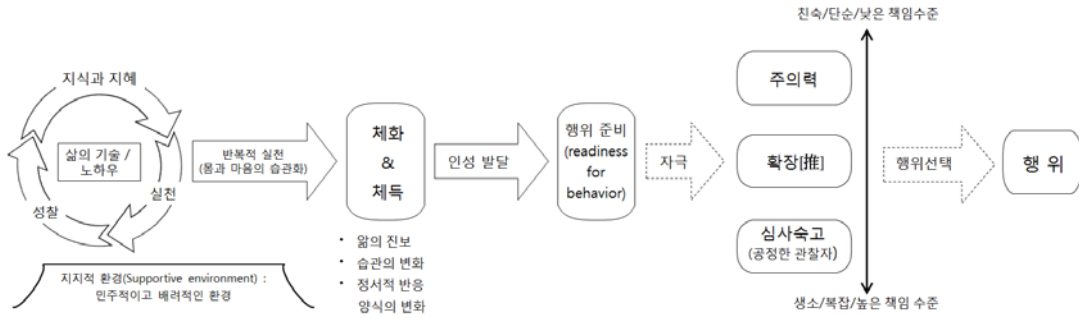 지식과 지혜
삶의 기술 /
노하우
실천
성찰
지지적 환경(Supportive environment) :
민주적이고 배려적인 환경
반복적 실천
(몸과 마음의 습관화)
체화
&
체득
• 삶의 진보
• 습관의 변화
• 정서적 반응
양식의 변화
인성 발달
행위 준비
(readiness
for
behavior)
자극
친숙/단순/낮은 책임수준
주의력
확장[推]
심사숙고
(공정한 관찰자)
생소/복잡/높은 책임 수준
행위선택
행 위